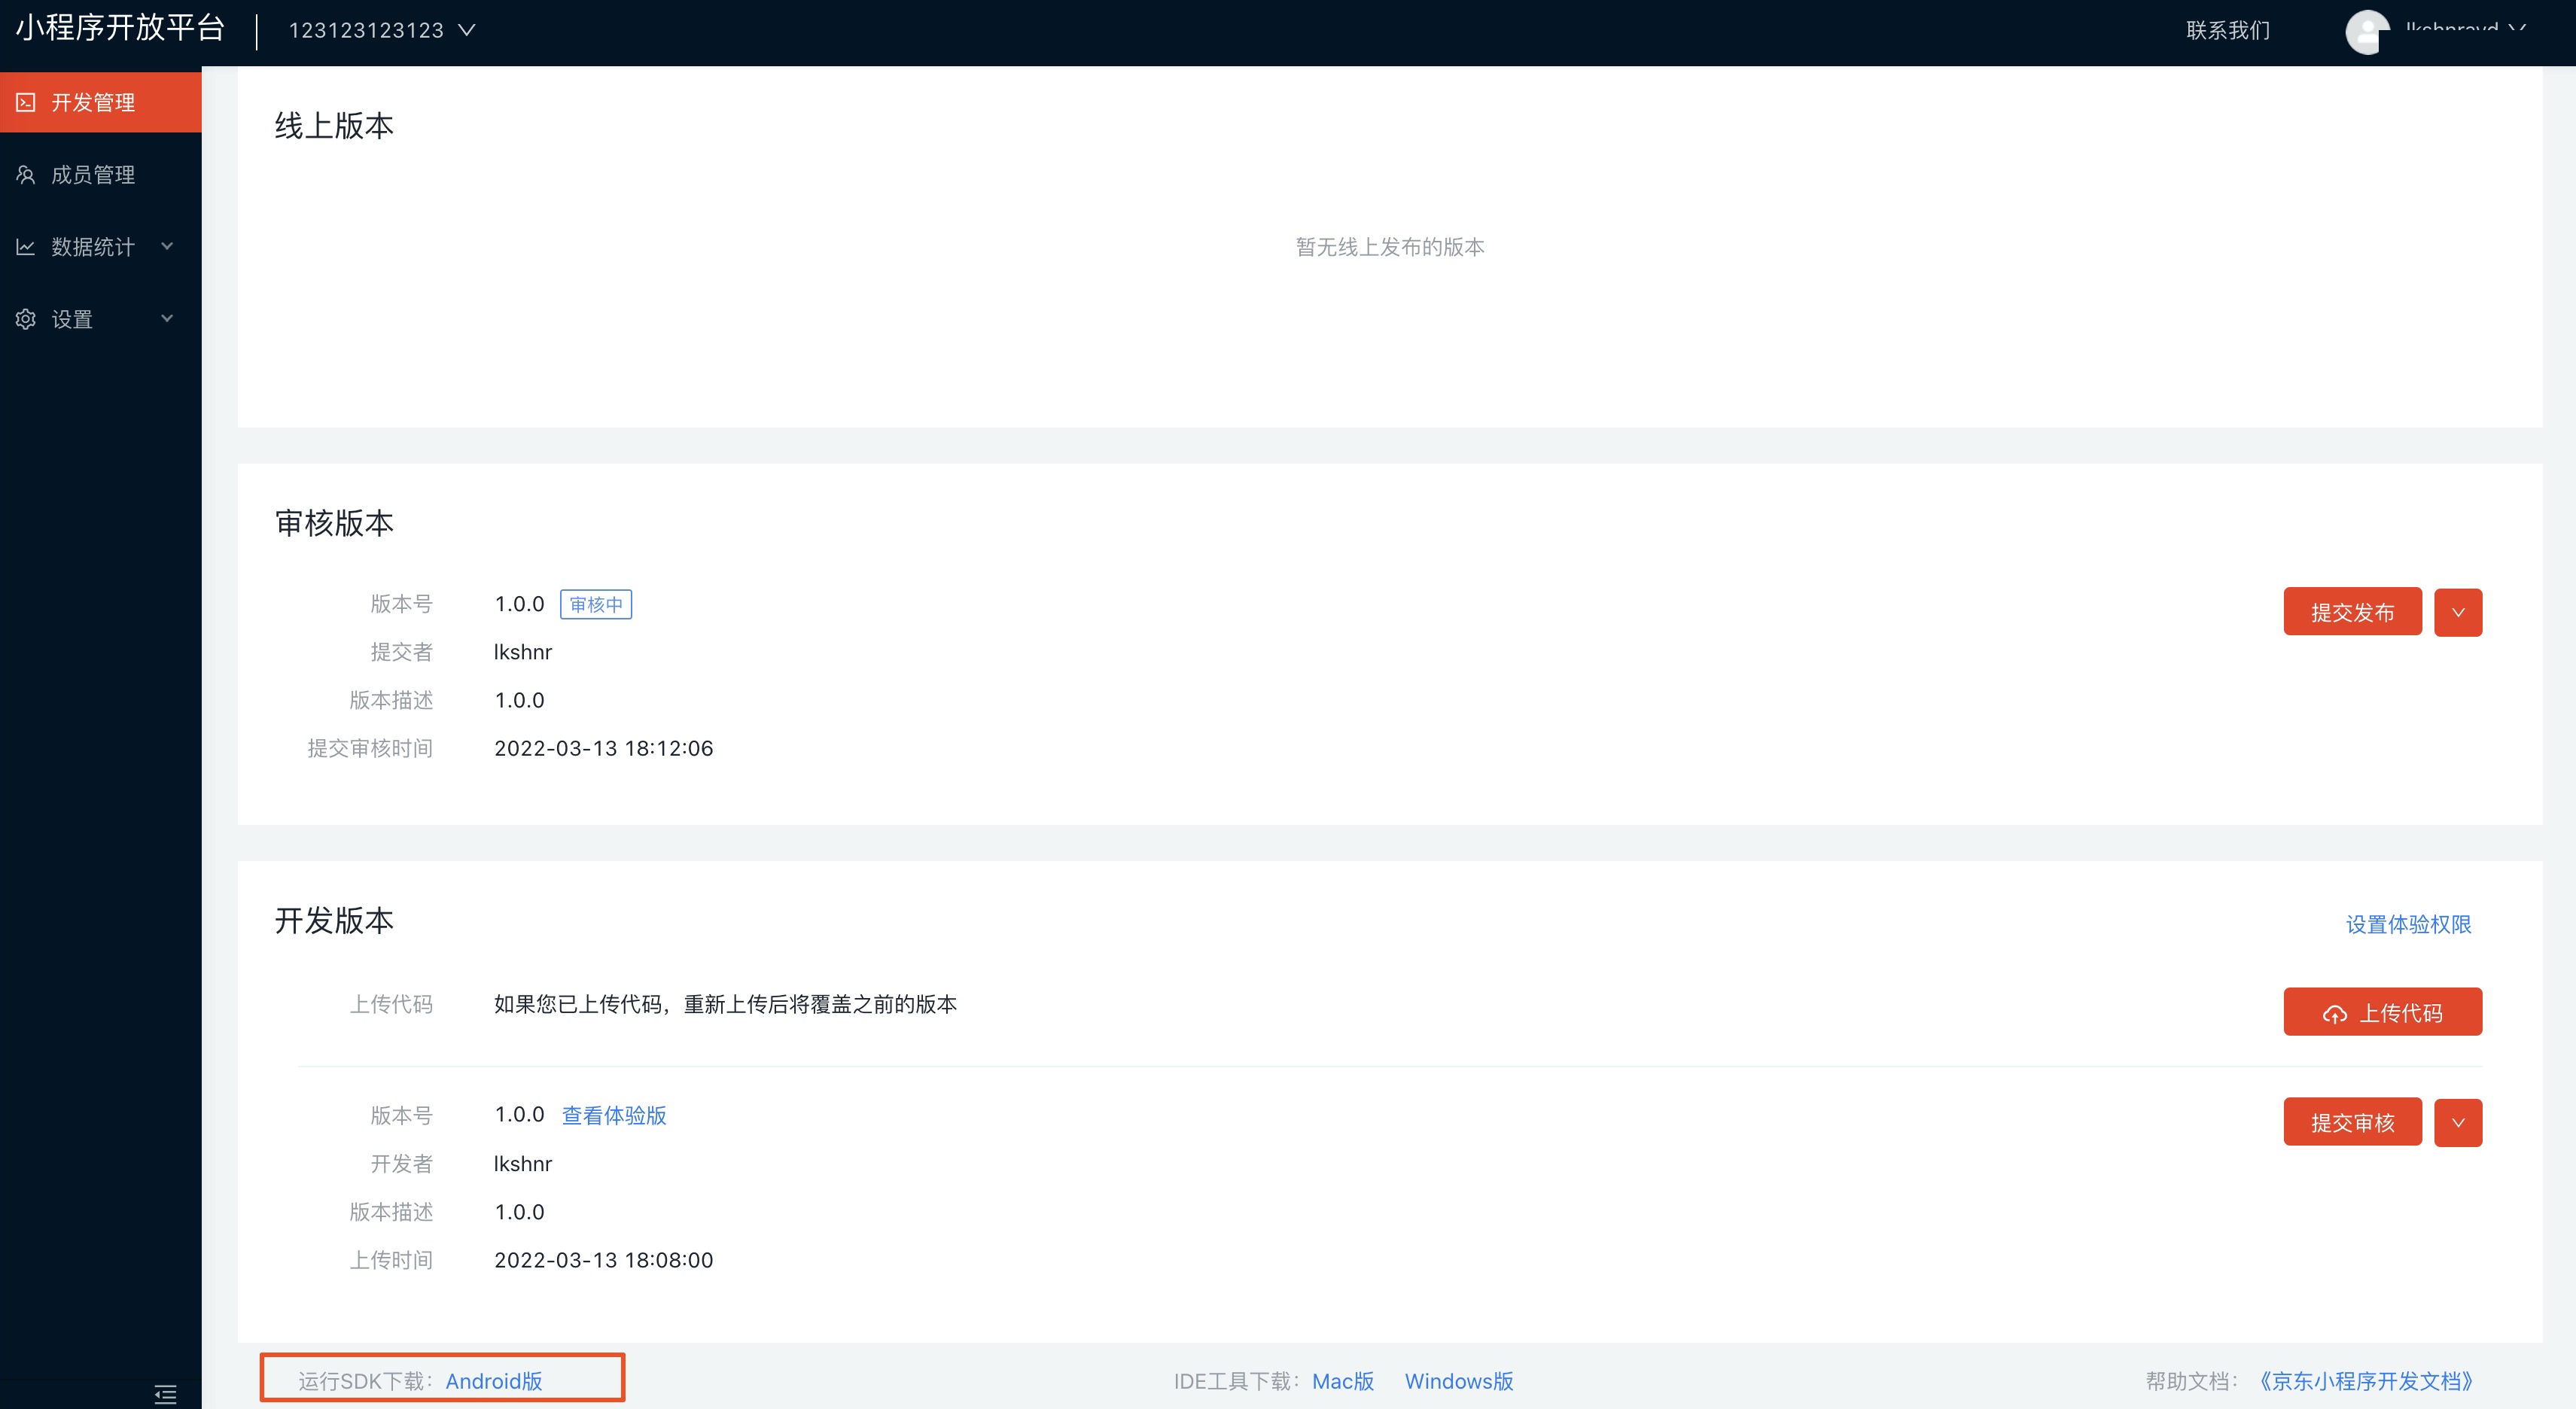 小程序开放平台
123123123123
联系我们
开发管理
成员管理
数据统计
设置
线上版本
暂无线上发布的版本
审核版本
版本号 1.0.0 审核中
提交发布
提交者 lkshnr
版本描述 1.0.0
提交审核时间 2022-03-13 18:12:06
开发版本
设置体验权限
上传代码 如果您已上传代码，重新上传后将覆盖之前的版本
上传代码
版本号 1.0.0 查看体验版
提交审核
开发者 lkshnr
版本描述 1.0.0
上传时间 2022-03-13 18:08:00
运行SDK下载： Android版
IDE工具下载： Mac版 Windows版
帮助文档： 《京东小程序开发文档》